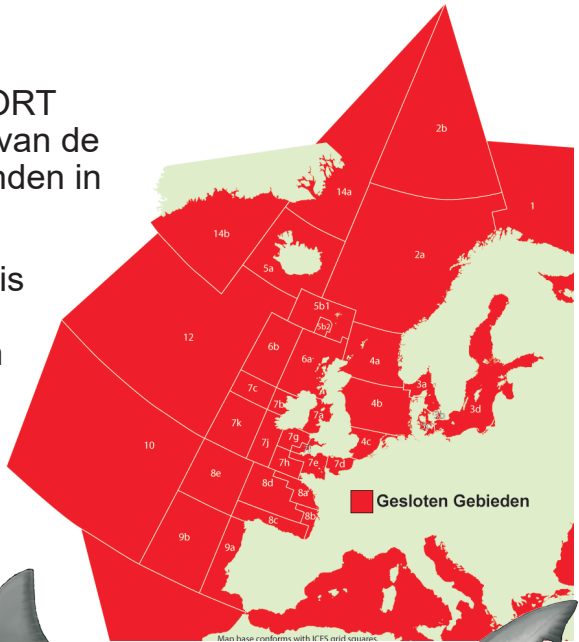 ORT
van de
nden in
is
2b
1
14a
14b
2a
5a
5b1
5b2
12
6b
6a
4a
3a
7c
7b
7a
4b
3d
10
7k
7j
7g
4c
7h
7e
7d
8e
8d
8a
8b
8c
9b
9a
Gesloten Gebieden
Map base conforms with ICES grid squares